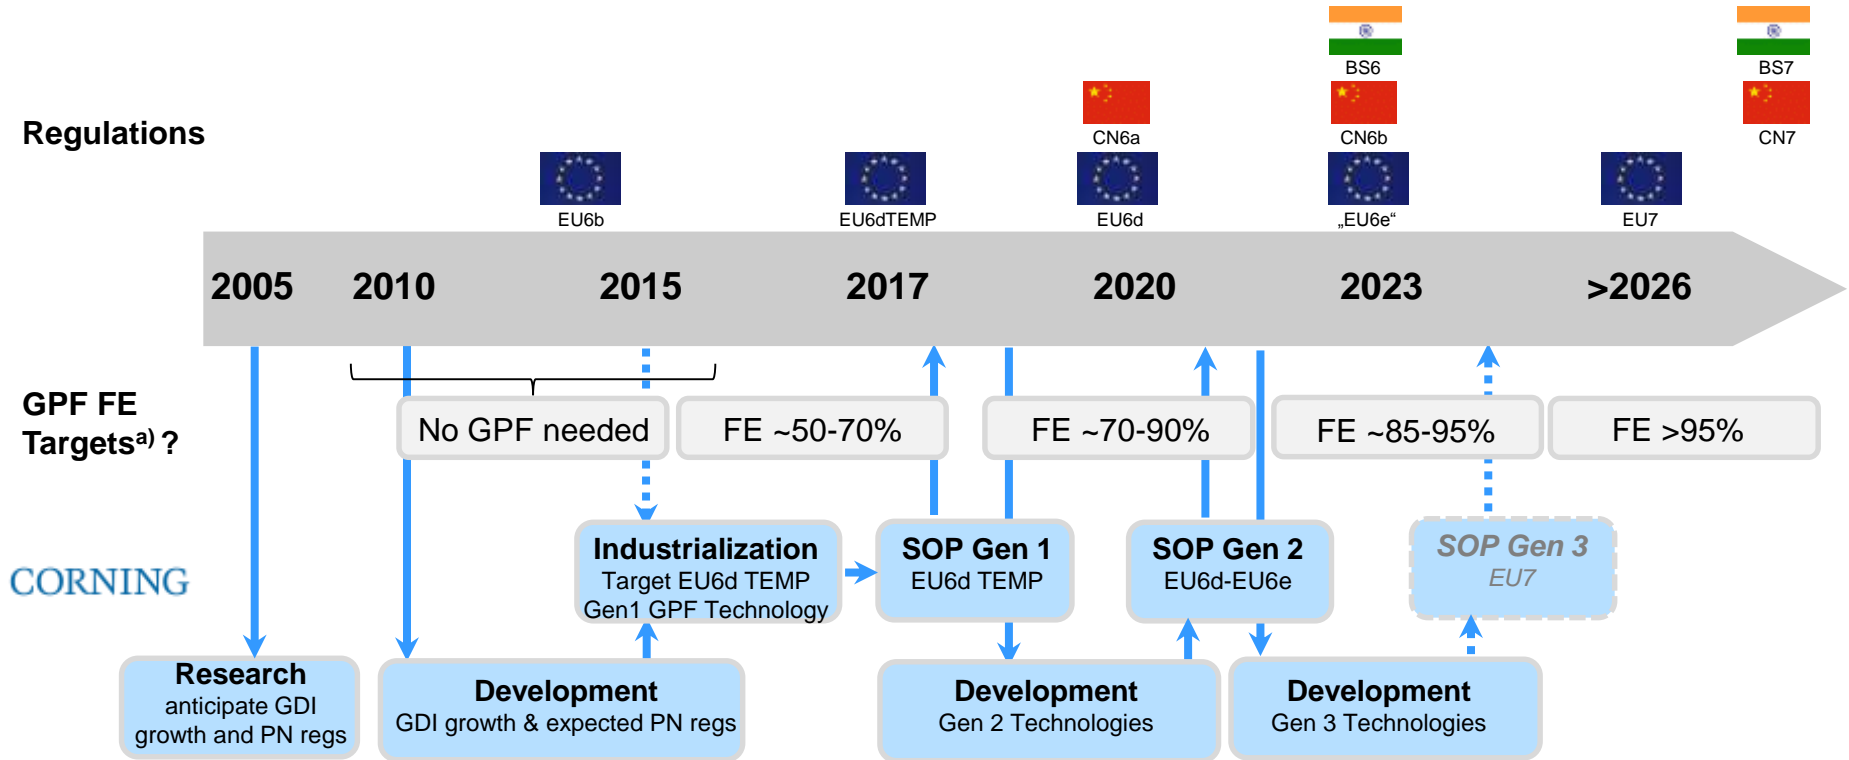 BS6
BS7
Regulations
CN6a
CN6b
CN7
EU6b
EU6dTEMP
EU6d
„EU6e“
EU7
2005
2010
2015
2017
2020
2023
>2026
GPF FE
Targetsa) ?
No GPF needed
FE ~50-70%
FE ~70-90%
FE ~85-95%
FE >95%
CORNING
Industrialization
Target EU6d TEMP
Gen1 GPF Technology
SOP Gen 1
EU6d TEMP
SOP Gen 2
EU6d-EU6e
SOP Gen 3
EU7
Research
anticipate GDI
growth and PN regs
Development
GDI growth & expected PN regs
Development
Gen 2 Technologies
Development
Gen 3 Technologies